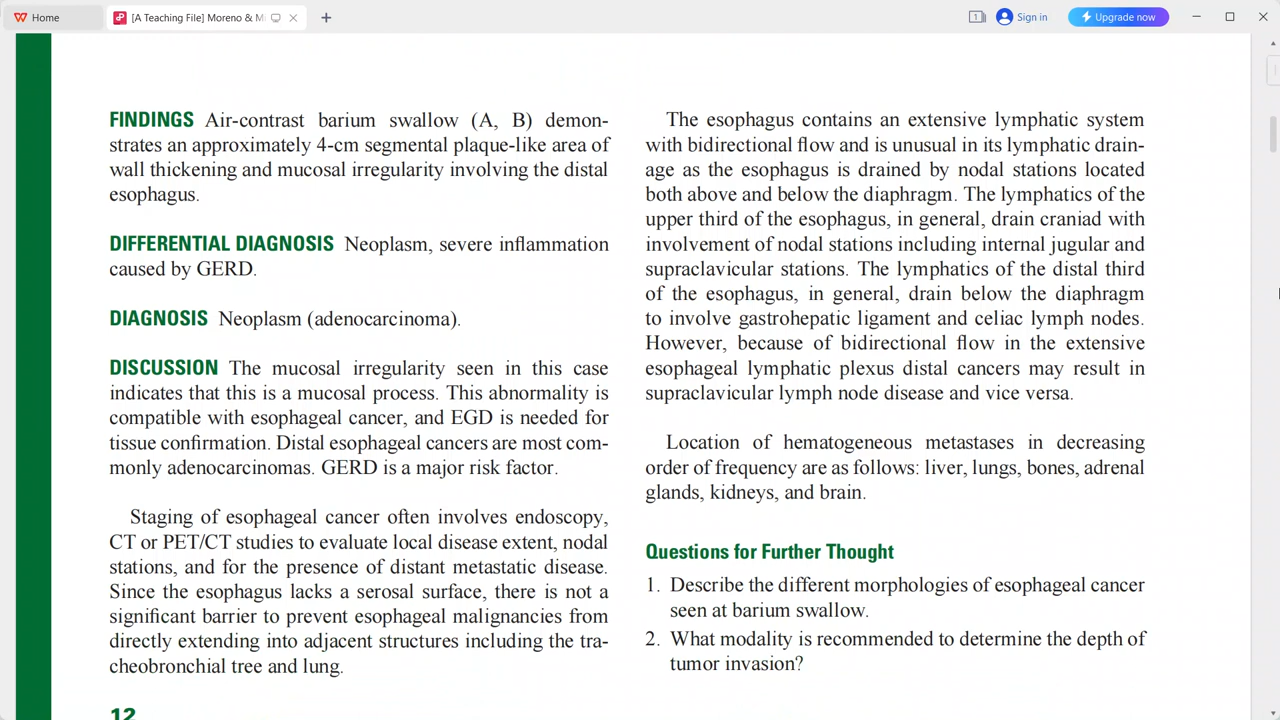 Home
[A Teaching File] Moreno & M
Sign in
Upgrade now
FINDINGS Air-contrast barium swallow (A, B) demon-
strates an approximately 4-cm segmental plaque-like area of
wall thickening and mucosal irregularity involving the distal
esophagus.
DIFFERENTIAL DIAGNOSIS Neoplasm, severe inflammation
caused by GERD.
DIAGNOSIS Neoplasm (adenocarcinoma).
DISCUSSION The mucosal irregularity seen in this case
indicates that this is a mucosal process. This abnormality is
compatible with esophageal cancer, and EGD is needed for
tissue confirmation. Distal esophageal cancers are most com-
monly adenocarcinomas. GERD is a major risk factor.
Staging of esophageal cancer often involves endoscopy,
CT or PET/CT studies to evaluate local disease extent, nodal
stations, and for the presence of distant metastatic disease.
Since the esophagus lacks a serosal surface, there is not a
significant barrier to prevent esophageal malignancies from
directly extending into adjacent structures including the tra-
cheobronchial tree and lung.
12
The esophagus contains an extensive lymphatic system
with bidirectional flow and is unusual in its lymphatic drain-
age as the esophagus is drained by nodal stations located
both above and below the diaphragm. The lymphatics of the
upper third of the esophagus, in general, drain craniad with
involvement of nodal stations including internal jugular and
supraclavicular stations. The lymphatics of the distal third
of the esophagus, in general, drain below the diaphragm
to involve gastrohepatic ligament and celiac lymph nodes.
However, because of bidirectional flow in the extensive
esophageal lymphatic plexus distal cancers may result in
supraclavicular lymph node disease and vice versa.
Location of hematogeneous metastases in decreasing
order of frequency are as follows: liver, lungs, bones, adrenal
glands, kidneys, and brain.
Questions for Further Thought
1. Describe the different morphologies of esophageal cancer
seen at barium swallow.
2. What modality is recommended to determine the depth of
tumor invasion?